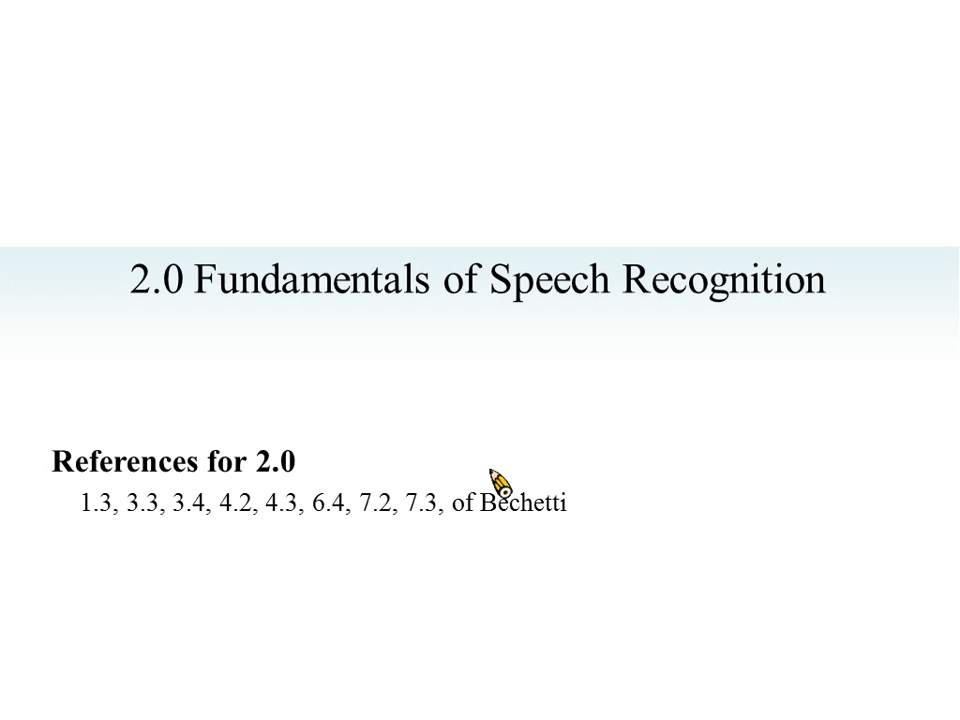 2.0 Fundamentals of Speech Recognition
References for 2.0
1.3, 3.3, 3.4, 4.2, 4.3, 6.4, 7.2, 7.3, of Bechetti